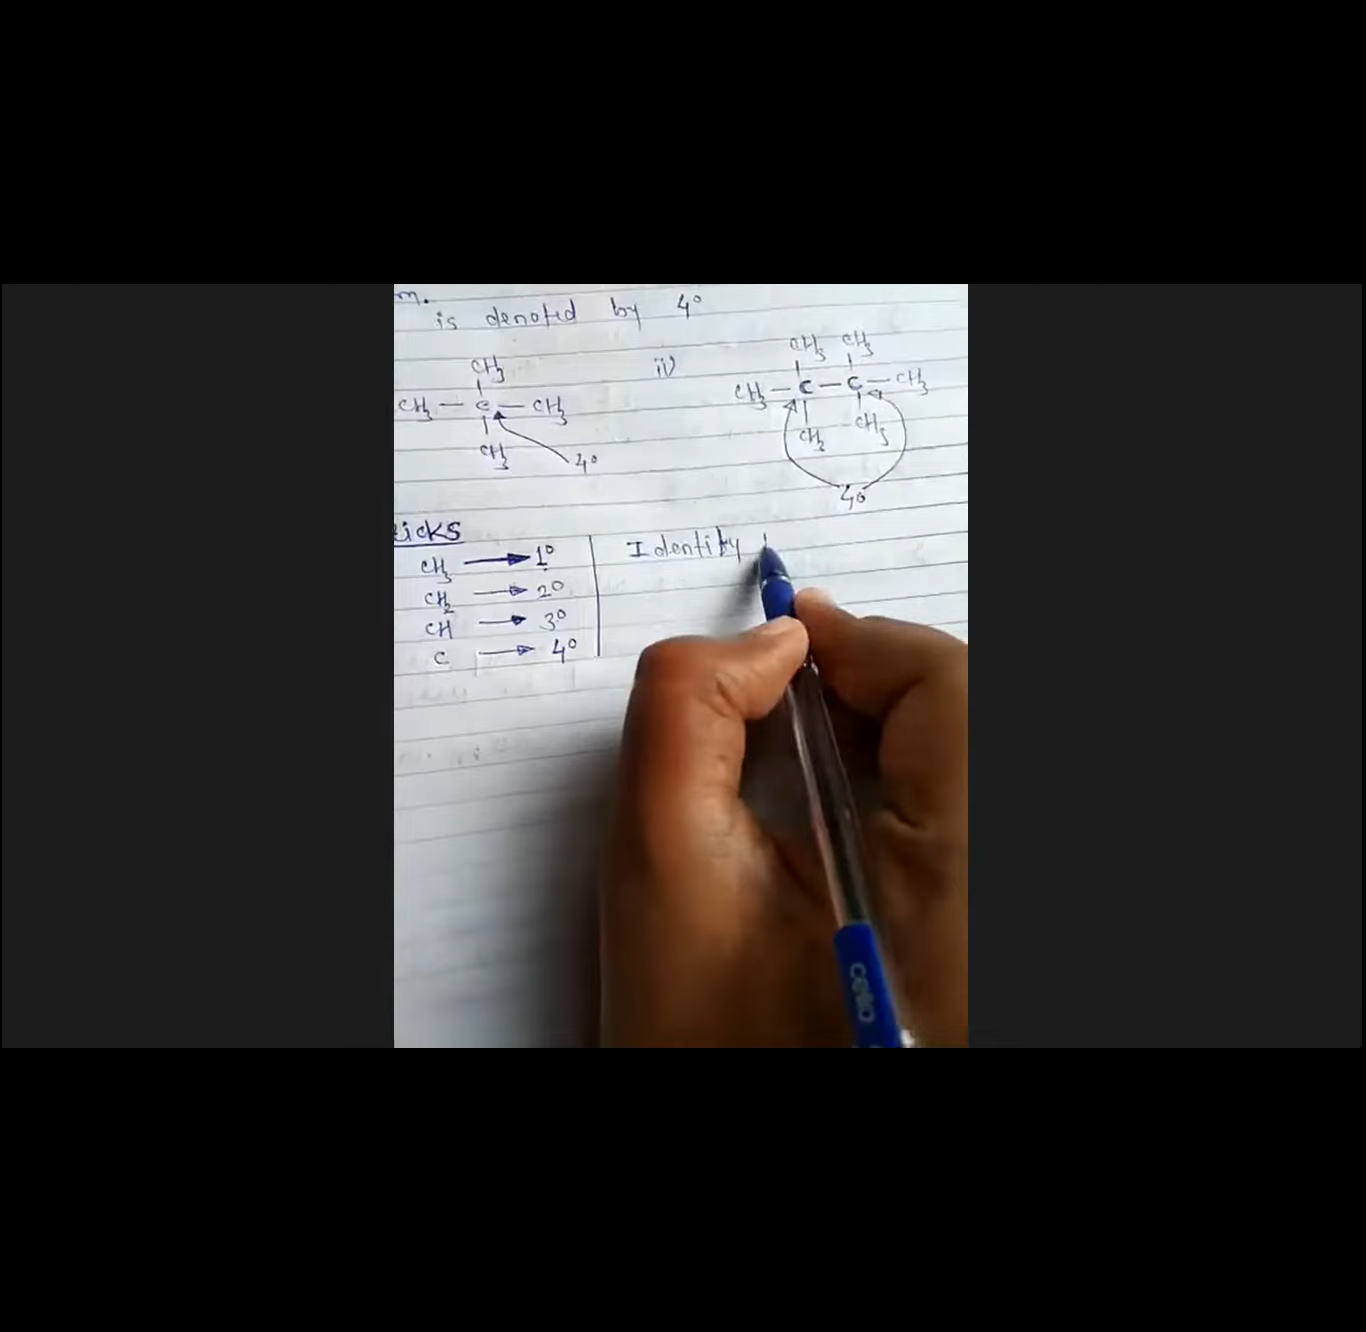 m.
is denoted by 4°
CH3
CH3 — C — CH3
CH3
4°
ii)
CH3 CH3
CH3 — C — C — CH3
CH3 CH3
4°
ricks
CH3 → 1°
CH2 → 2°
CH → 3°
C → 4°
Identify
cello